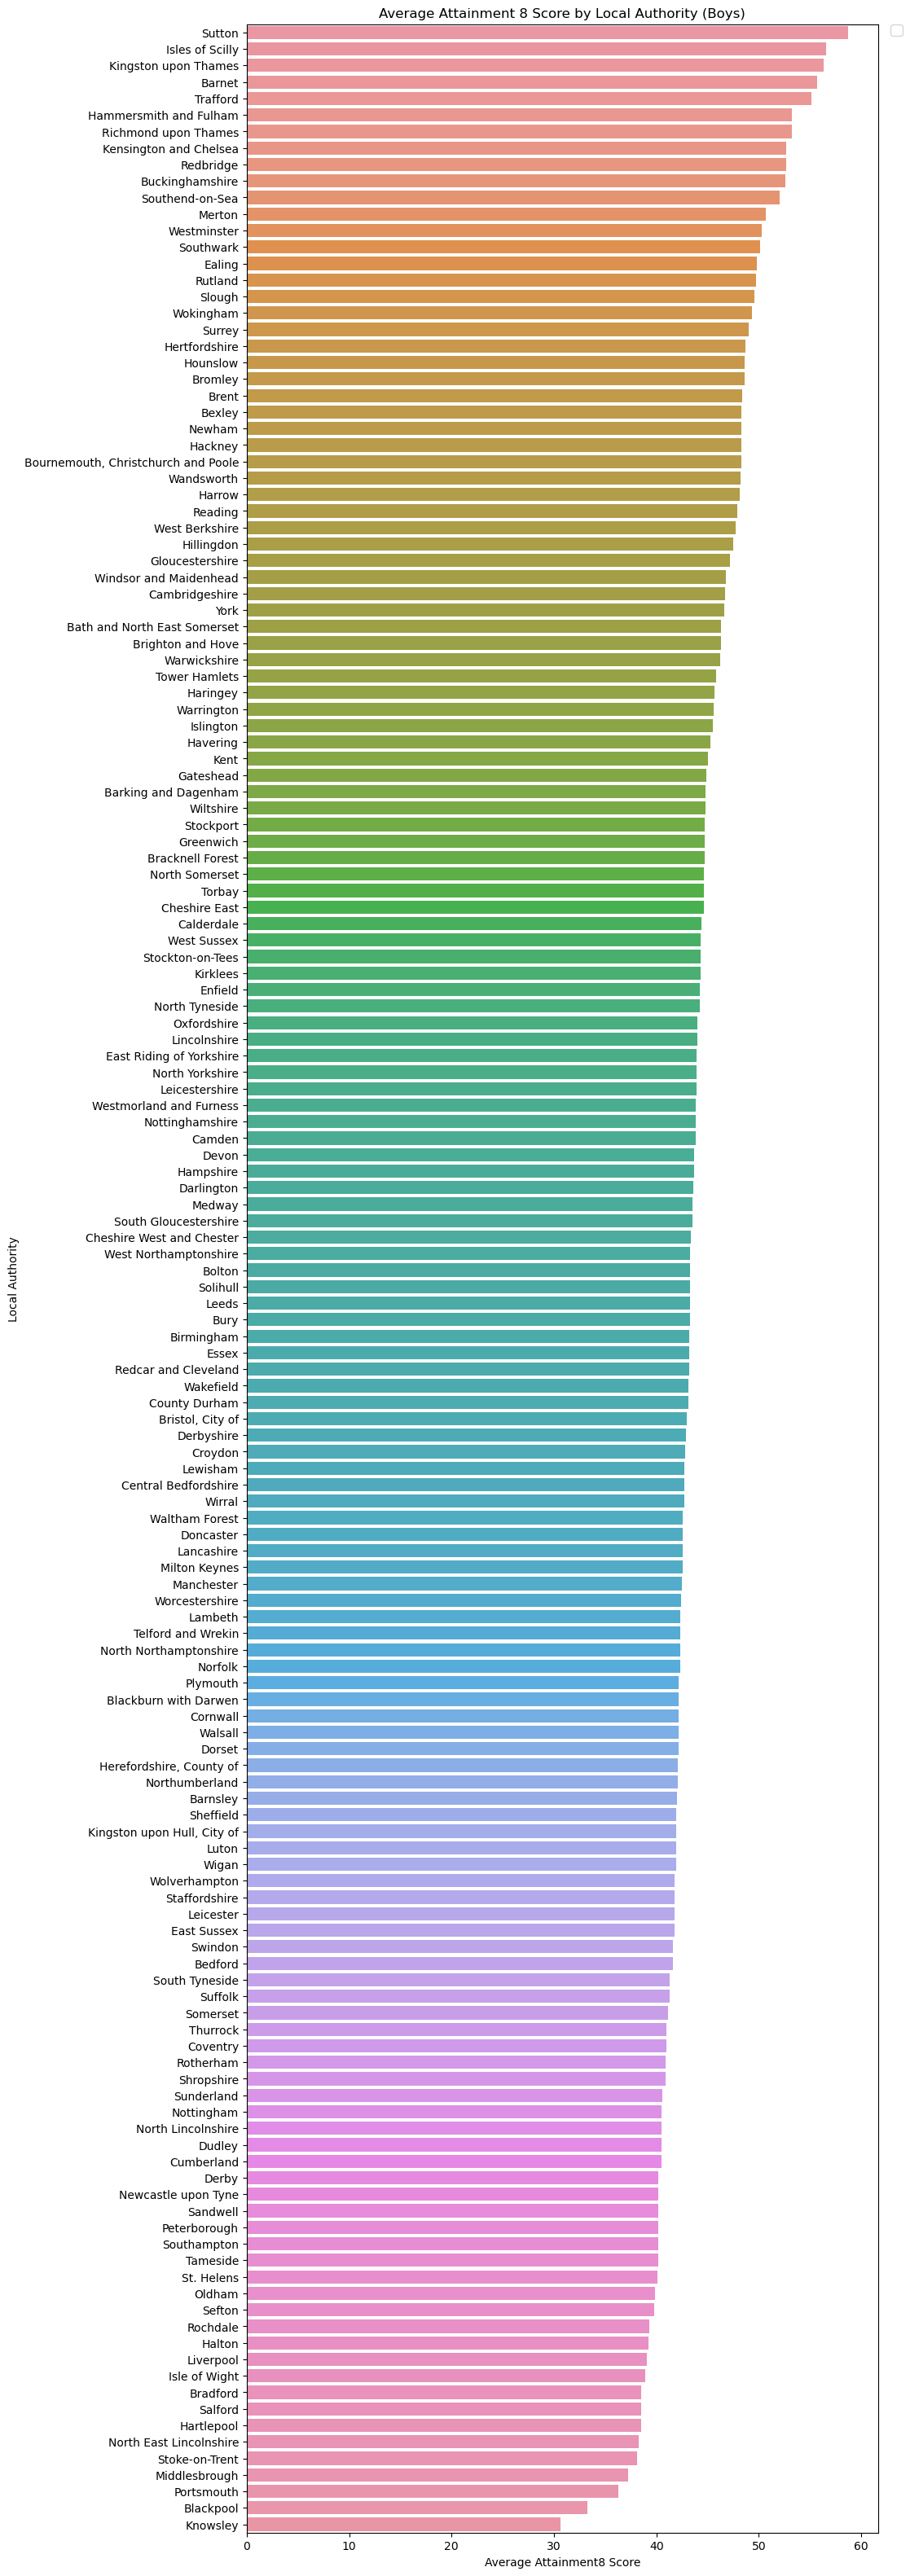 Average Attainment 8 Score by Local Authority (Boys)
Sutton
Isles of Scilly
Kingston upon Thames
Barnet
Trafford
Hammersmith and Fulham
Richmond upon Thames
Kensington and Chelsea
Redbridge
Buckinghamshire
Southend-on-Sea
Merton
Westminster
Southwark
Ealing
Rutland
Slough
Wokingham
Surrey
Hertfordshire
Hounslow
Bromley
Brent
Bexley
Newham
Hackney
Bournemouth, Christchurch and Poole
Wandsworth
Harrow
Reading
West Berkshire
Hillingdon
Gloucestershire
Windsor and Maidenhead
Cambridgeshire
York
Bath and North East Somerset
Brighton and Hove
Warwickshire
Tower Hamlets
Haringey
Warrington
Islington
Havering
Kent
Gateshead
Barking and Dagenham
Wiltshire
Stockport
Greenwich
Bracknell Forest
North Somerset
Torbay
Cheshire East
Calderdale
West Sussex
Stockton-on-Tees
Kirklees
Enfield
North Tyneside
Oxfordshire
Lincolnshire
East Riding of Yorkshire
North Yorkshire
Leicestershire
Westmorland and Furness
Nottinghamshire
Camden
Devon
Hampshire
Darlington
Medway
South Gloucestershire
Cheshire West and Chester
West Northamptonshire
Bolton
Solihull
Leeds
Bury
Birmingham
Essex
Redcar and Cleveland
Wakefield
County Durham
Bristol, City of
Derbyshire
Croydon
Lewisham
Central Bedfordshire
Wirral
Waltham Forest
Doncaster
Lancashire
Milton Keynes
Manchester
Worcestershire
Lambeth
Telford and Wrekin
North Northamptonshire
Norfolk
Plymouth
Blackburn with Darwen
Cornwall
Walsall
Dorset
Herefordshire, County of
Northumberland
Barnsley
Sheffield
Kingston upon Hull, City of
Luton
Wigan
Wolverhampton
Staffordshire
Leicester
East Sussex
Swindon
Bedford
South Tyneside
Suffolk
Somerset
Thurrock
Coventry
Rotherham
Shropshire
Sunderland
Nottingham
North Lincolnshire
Dudley
Cumberland
Derby
Newcastle upon Tyne
Sandwell
Peterborough
Southampton
Tameside
St. Helens
Oldham
Sefton
Rochdale
Halton
Liverpool
Isle of Wight
Bradford
Salford
Hartlepool
North East Lincolnshire
Stoke-on-Trent
Middlesbrough
Portsmouth
Blackpool
Knowsley
Local Authority
0 10 20 30 40 50 60
Average Attainment8 Score